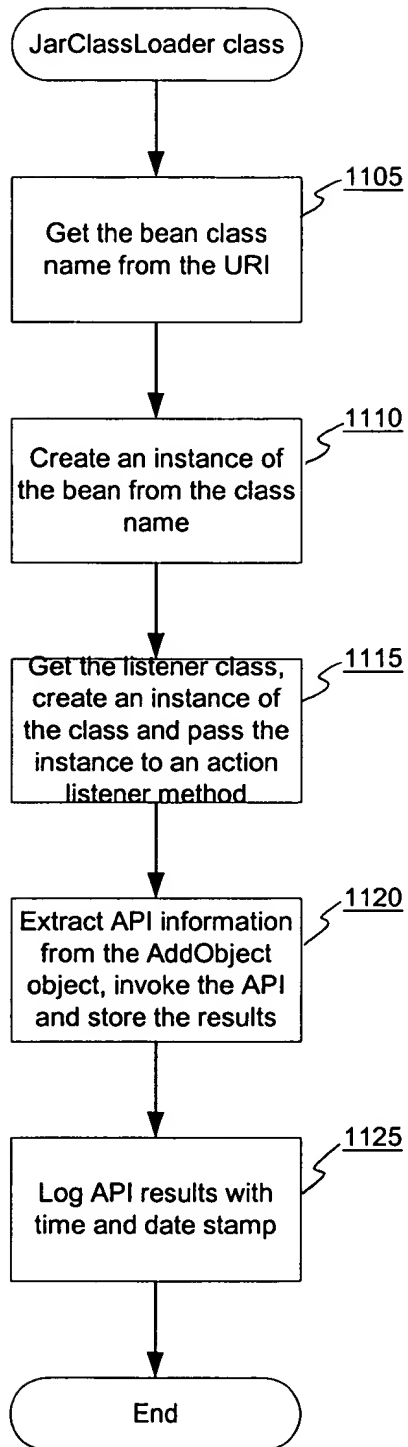 JarClassLoader class
1105
Get the bean class
name from the URI
1110
Create an instance of
the bean from the class
name
1115
Get the listener class,
create an instance of
the class and pass the
instance to an action
listener method
1120
Extract API information
from the AddObject
object, invoke the API
and store the results
1125
Log API results with
time and date stamp
End